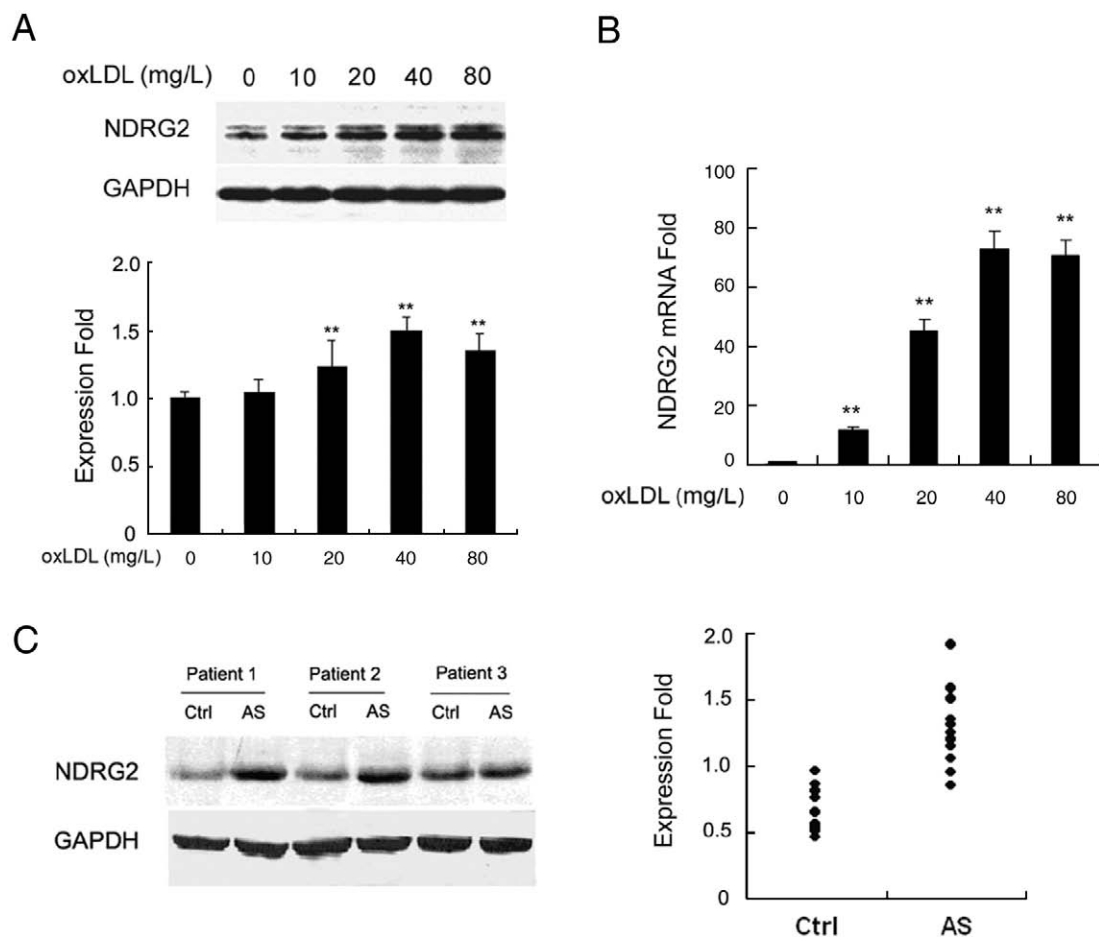 A
oxLDL (mg/L) 0 10 20 40 80
NDRG2
GAPDH
2.0
1.5
1.0
0.5
0
Expression Fold
** ** **
oxLDL (mg/L) 0 10 20 40 80
B
100
80
60
40
20
0
NDRG2 mRNA Fold
** ** ** **
oxLDL (mg/L) 0 10 20 40 80
C
Patient 1 Patient 2 Patient 3
Ctrl AS Ctrl AS Ctrl AS
NDRG2
GAPDH
2.0
1.5
1.0
0.5
0
Expression Fold
Ctrl AS